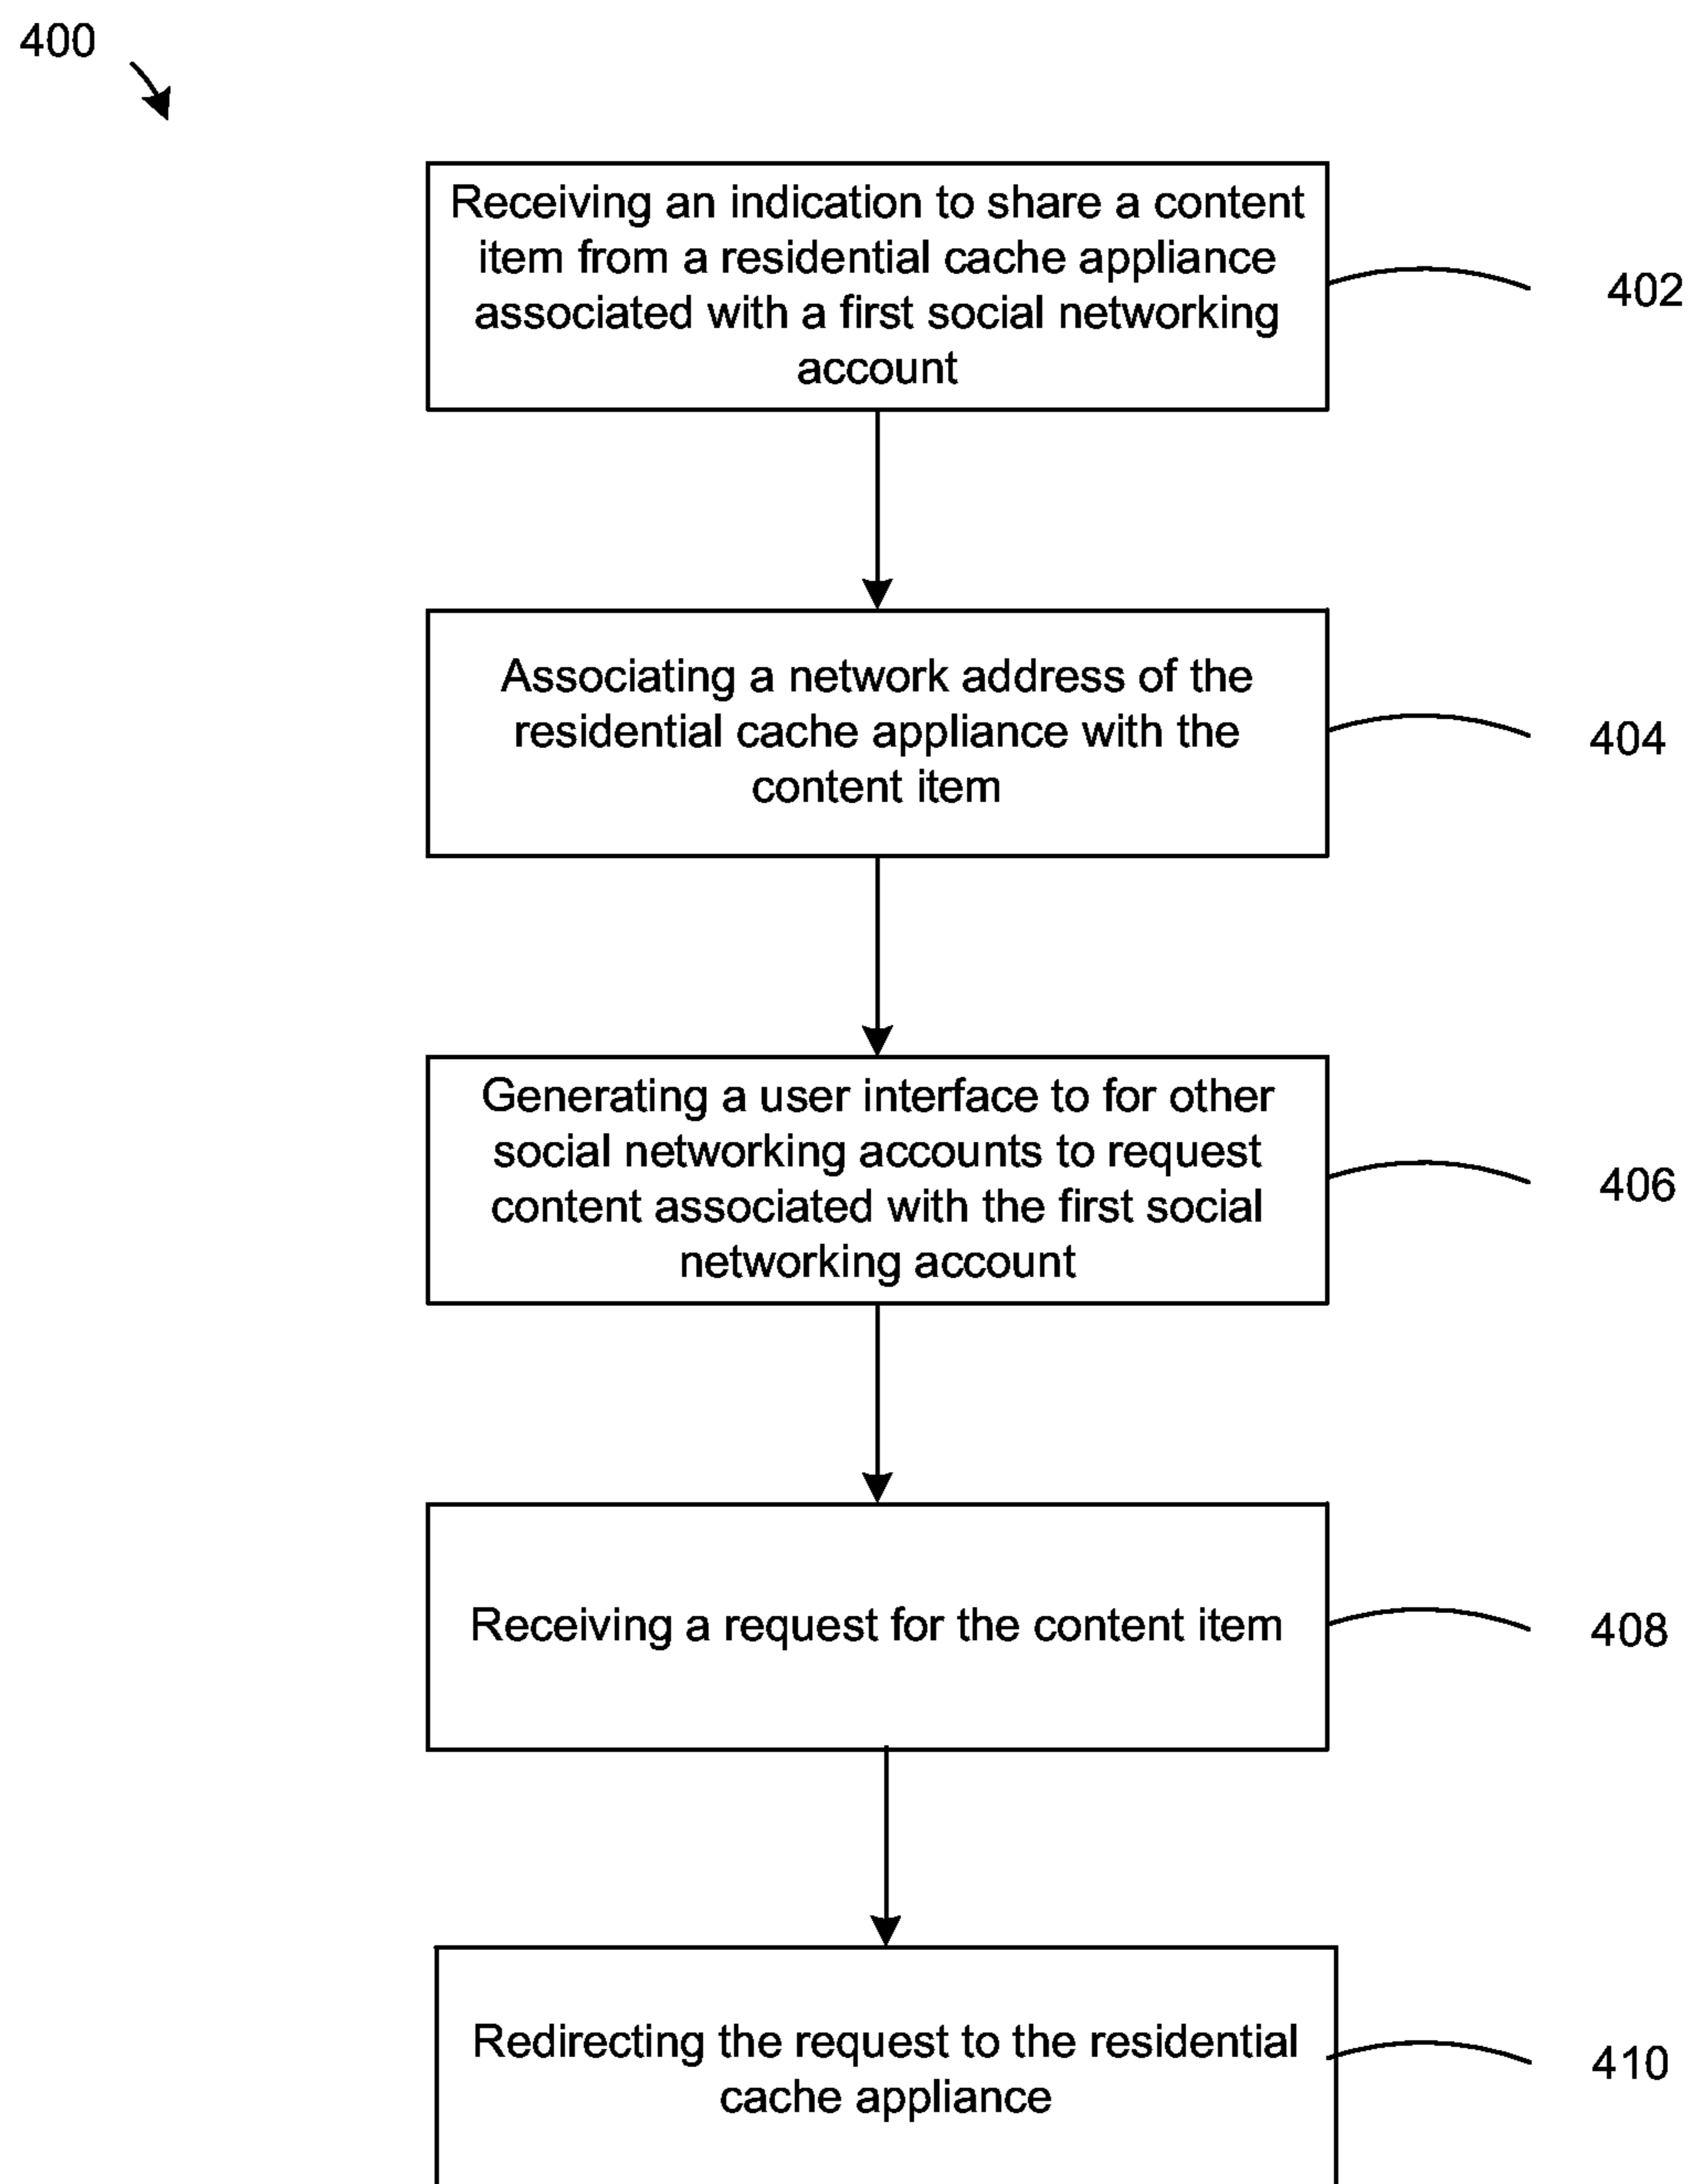 400
Receiving an indication to share a content
item from a residential cache appliance
associated with a first social networking
account
402
Associating a network address of the
residential cache appliance with the
content item
404
Generating a user interface to for other
social networking accounts to request
content associated with the first social
networking account
406
Receiving a request for the content item
408
Redirecting the request to the residential
cache appliance
410